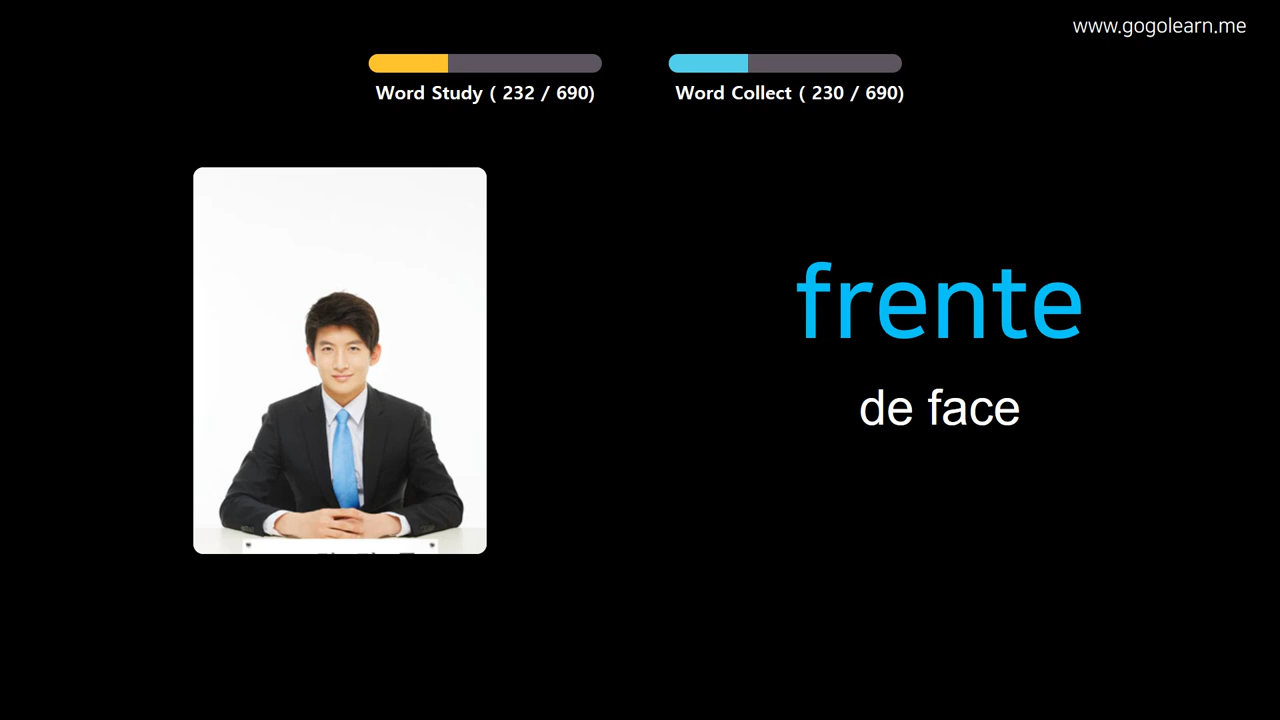 www.gogolearn.me
Word Study ( 232 / 690)
Word Collect ( 230 / 690)
frente
de face